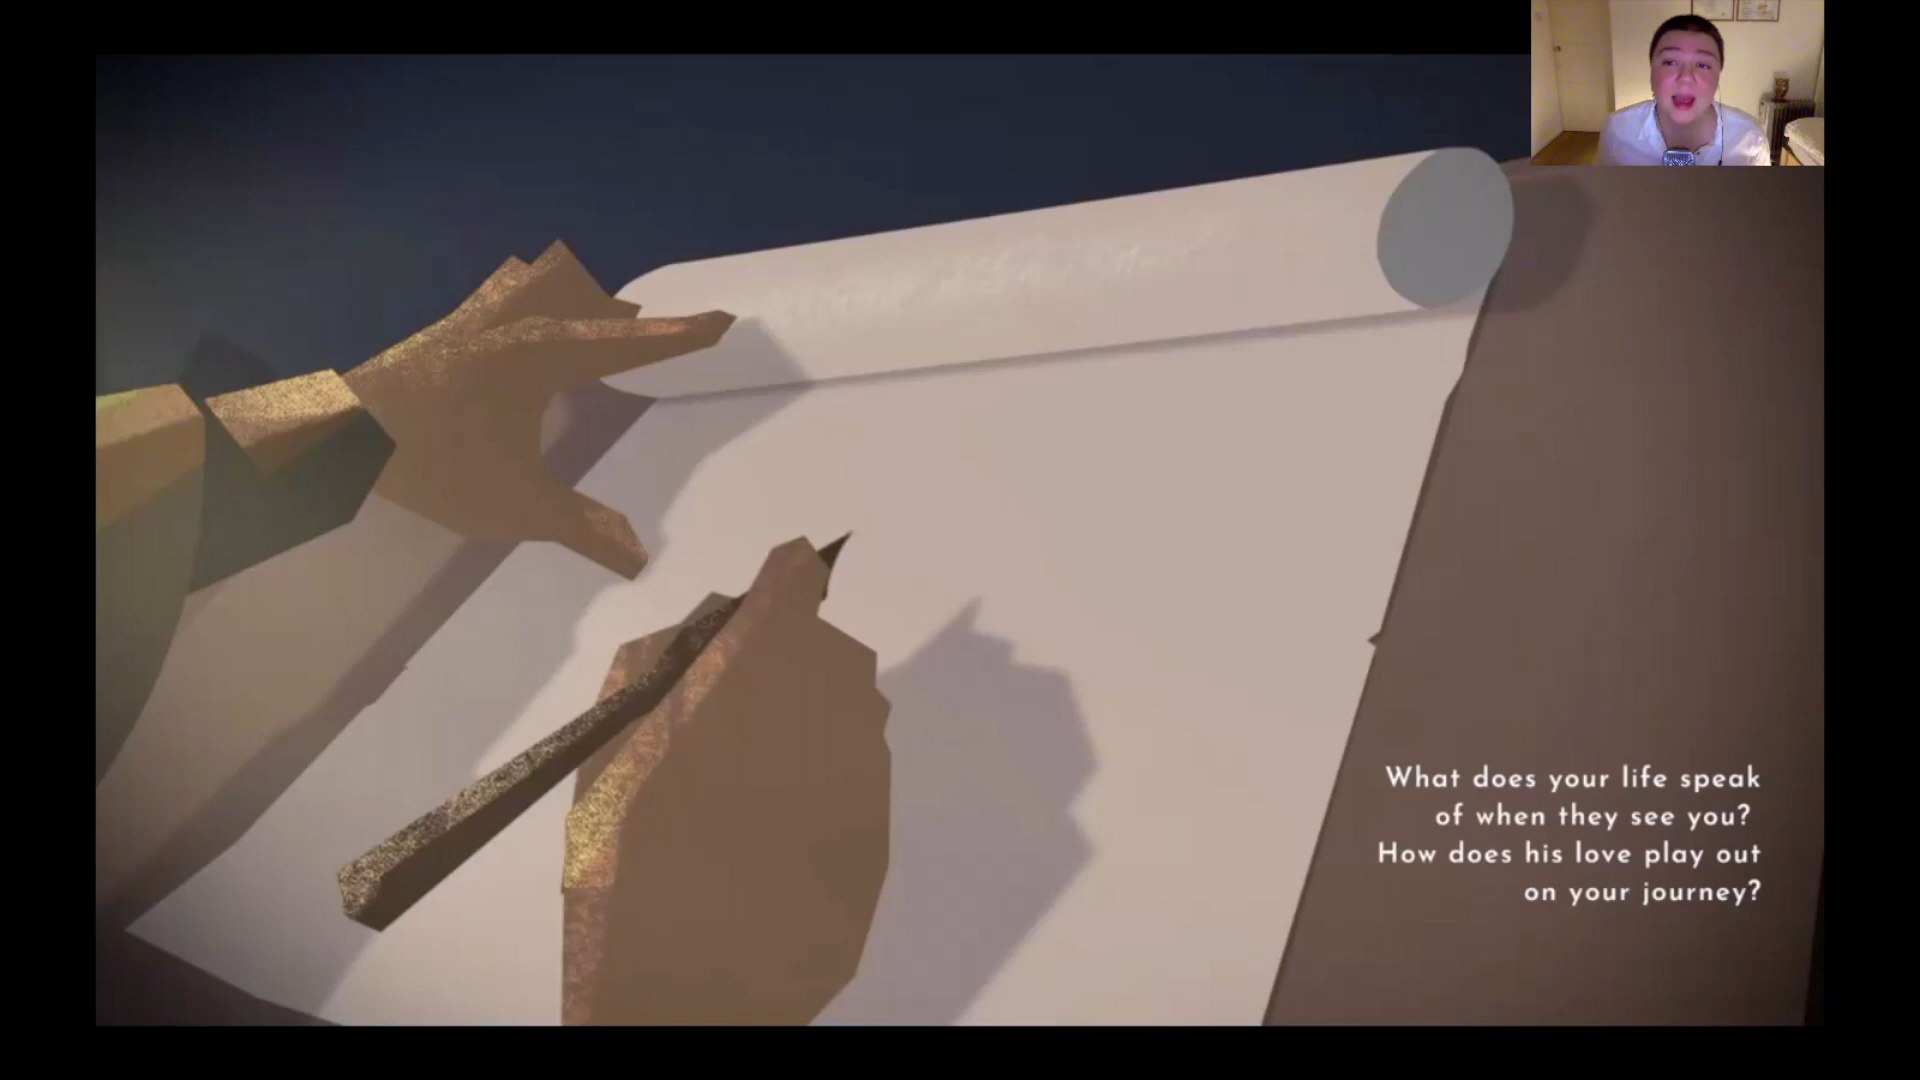 What does your life speak
of when they see you?
How does his love play out
on your journey?